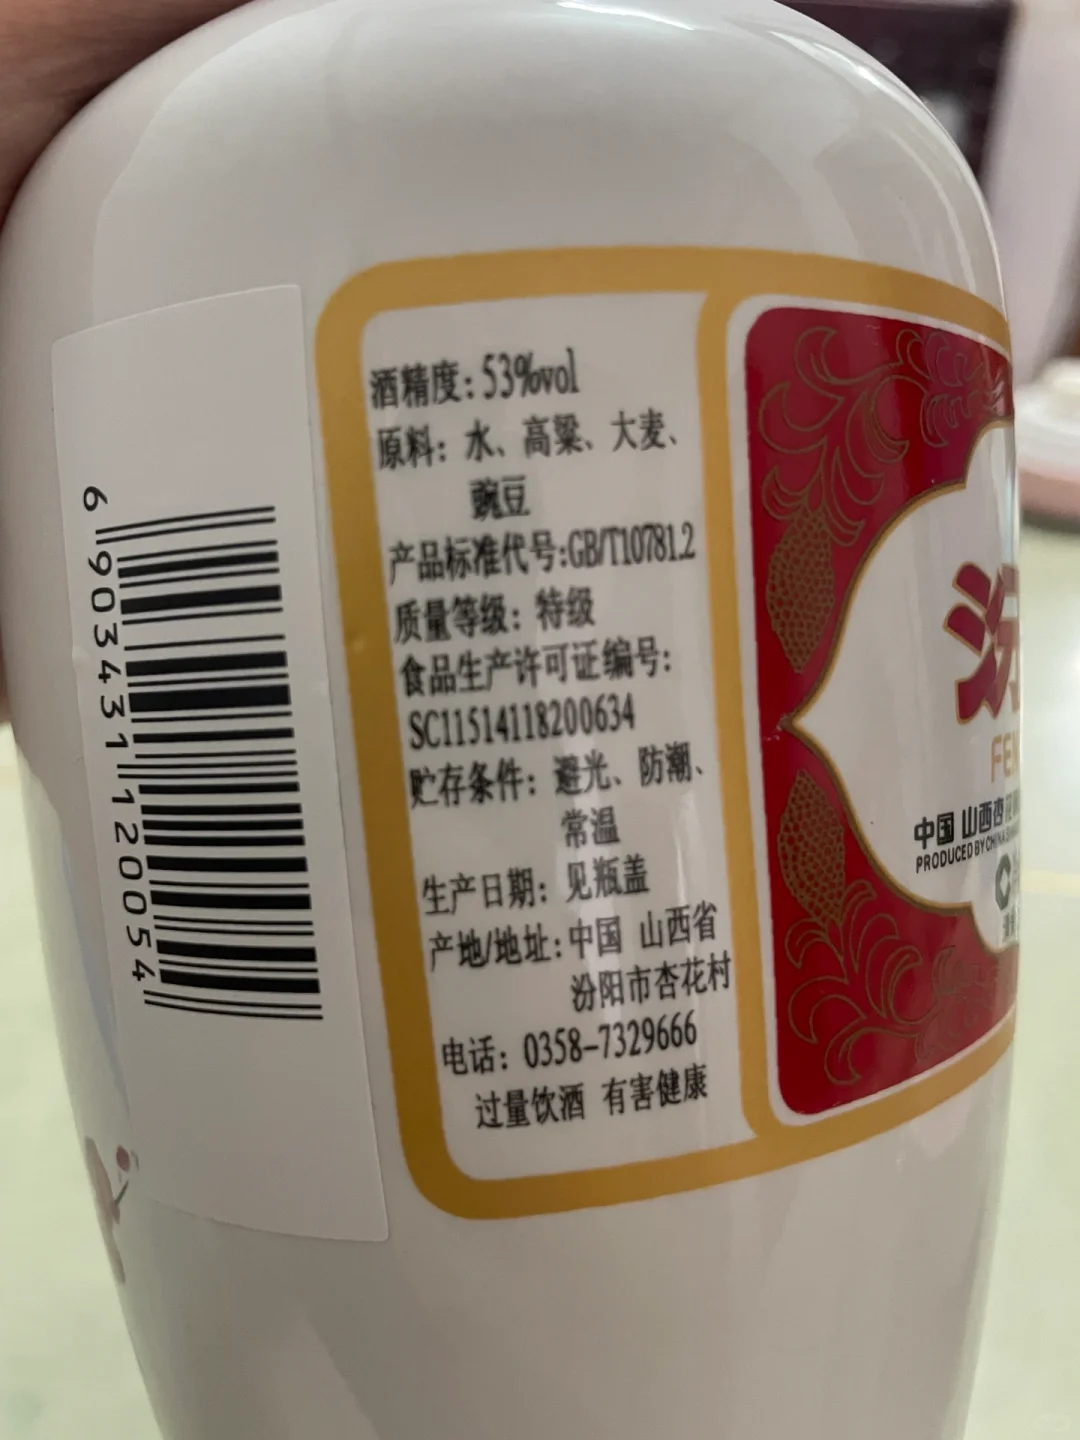 6903431120054
酒精度:53%vol
原料:水、高粱、大麦、
豌豆
产品标准代号:GB/T10781.2
质量等级:特级
食品生产许可证编号:
SC11514118200634
贮存条件:避光、防潮、
常温
生产日期:见瓶盖
产地/地址:中国 山西省
汾阳市杏花村
电话:0358-7329666
过量饮酒 有害健康
汾
FEN
中国 山西杏
PRODUCED BY CHINA